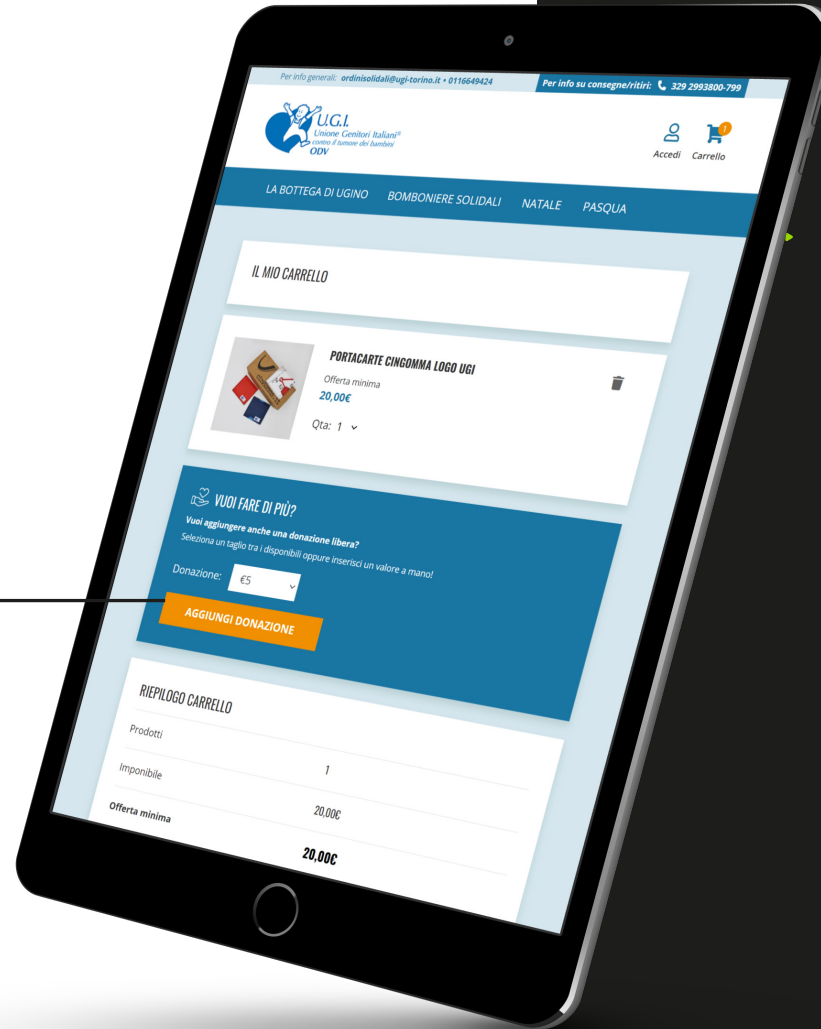 Per info generali: ordinisolidali@ugi-torino.it • 0116649424
Per info su consegne/ritiri: 329 2993800-799
U.G.I.
Unione Genitori Italiani®
contro il tumore dei bambini
ODV
Accedi
1
Carrello
LA BOTTEGA DI UGINO BOMBONIERE SOLIDALI NATALE PASQUA
IL MIO CARRELLO
PORTACARTE CINGOMMA LOGO UGI
Offerta minima
20,00€
Qta: 1
VUOI FARE DI PIÙ?
Vuoi aggiungere anche una donazione libera?
Seleziona un taglio tra i disponibili oppure inserisci un valore a mano!
Donazione: €5
AGGIUNGI DONAZIONE
RIEPILOGO CARRELLO
Prodotti 1
Imponibile 20,00€
Offerta minima 20,00€